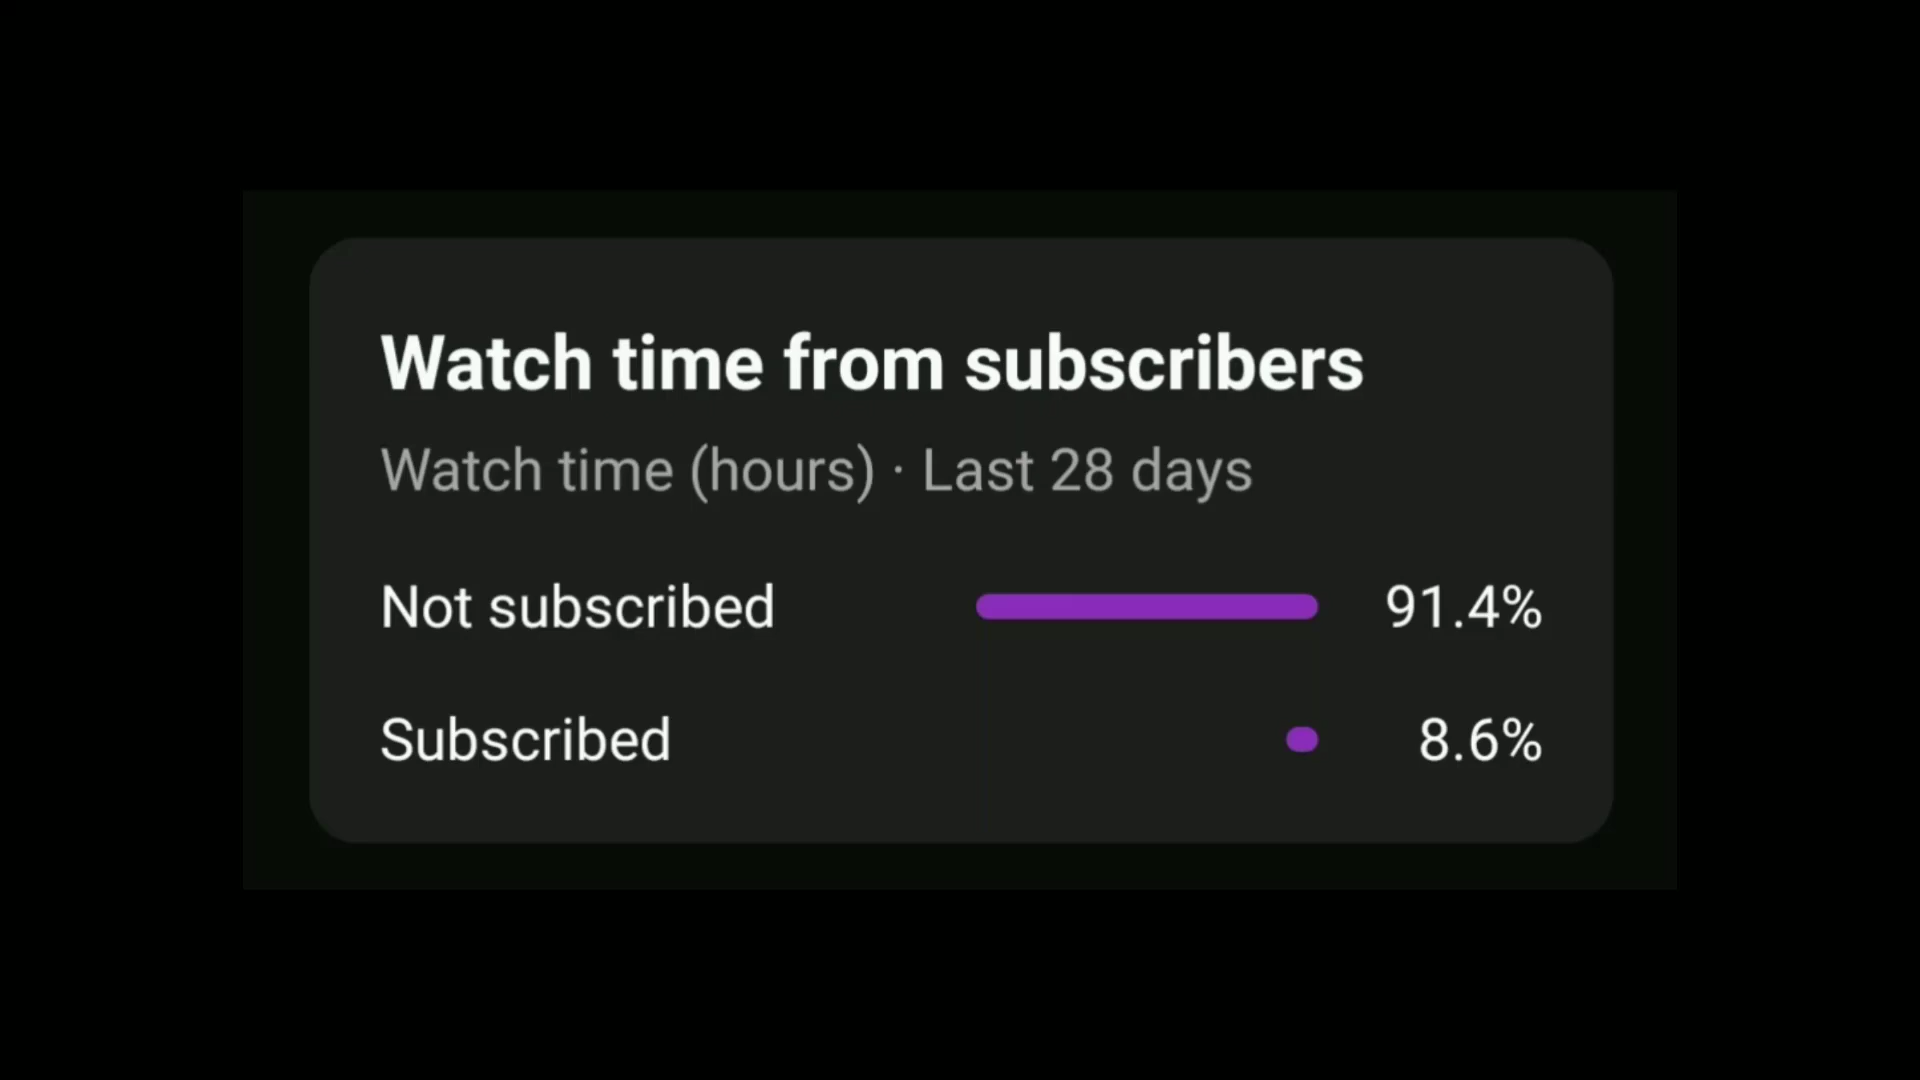 Watch time from subscribers
Watch time (hours) · Last 28 days
Not subscribed 91.4%
Subscribed 8.6%